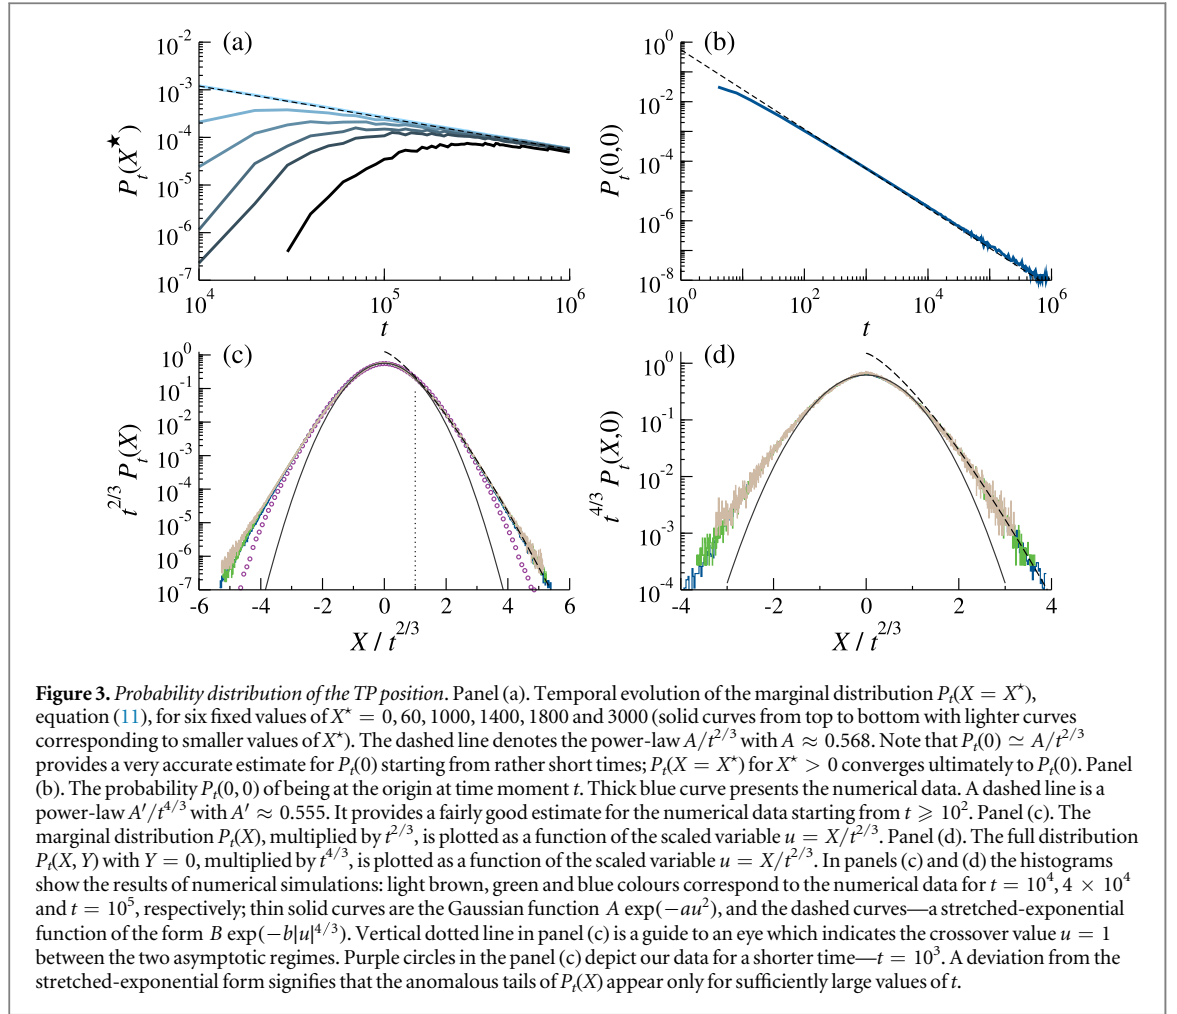 (a)
10^-2
10^-3
10^-4
10^-5
10^-6
10^-7
P_t(X★)
10^4
10^5
10^6
t
(b)
10^0
10^-2
10^-4
10^-6
10^-8
P_t(0,0)
10^0
10^2
10^4
10^6
t
(c)
10^0
10^-1
10^-2
10^-3
10^-4
10^-5
10^-6
10^-7
t^2/3 P_t(X)
-6
-4
-2
0
2
4
6
X / t^2/3
(d)
10^0
10^-1
10^-2
10^-3
10^-4
t^4/3 P_t(X,0)
-4
-2
0
2
4
X / t^2/3
Figure 3. Probability distribution of the TP position. Panel (a). Temporal evolution of the marginal distribution P_t(X = X⋆),
equation (11), for six fixed values of X⋆ = 0, 60, 1000, 1400, 1800 and 3000 (solid curves from top to bottom with lighter curves
corresponding to smaller values of X⋆). The dashed line denotes the power-law A/t^2/3 with A ≈ 0.568. Note that P_t(0) ≃ A/t^2/3
provides a very accurate estimate for P_t(0) starting from rather short times; P_t(X = X⋆) for X⋆ > 0 converges ultimately to P_t(0). Panel
(b). The probability P_t(0, 0) of being at the origin at time moment t. Thick blue curve presents the numerical data. A dashed line is a
power-law A′/t^4/3 with A′ ≈ 0.555. It provides a fairly good estimate for the numerical data starting from t ⩾ 10^2. Panel (c). The
marginal distribution P_t(X), multiplied by t^2/3, is plotted as a function of the scaled variable u = X/t^2/3. Panel (d). The full distribution
P_t(X, Y) with Y = 0, multiplied by t^4/3, is plotted as a function of the scaled variable u = X/t^2/3. In panels (c) and (d) the histograms
show the results of numerical simulations: light brown, green and blue colours correspond to the numerical data for t = 10^4, 4 × 10^4
and t = 10^5, respectively; thin solid curves are the Gaussian function A exp(−au^2), and the dashed curves—a stretched-exponential
function of the form B exp(−b|u|^4/3). Vertical dotted line in panel (c) is a guide to an eye which indicates the crossover value u = 1
between the two asymptotic regimes. Purple circles in the panel (c) depict our data for a shorter time—t = 10^3. A deviation from the
stretched-exponential form signifies that the anomalous tails of P_t(X) appear only for sufficiently large values of t.